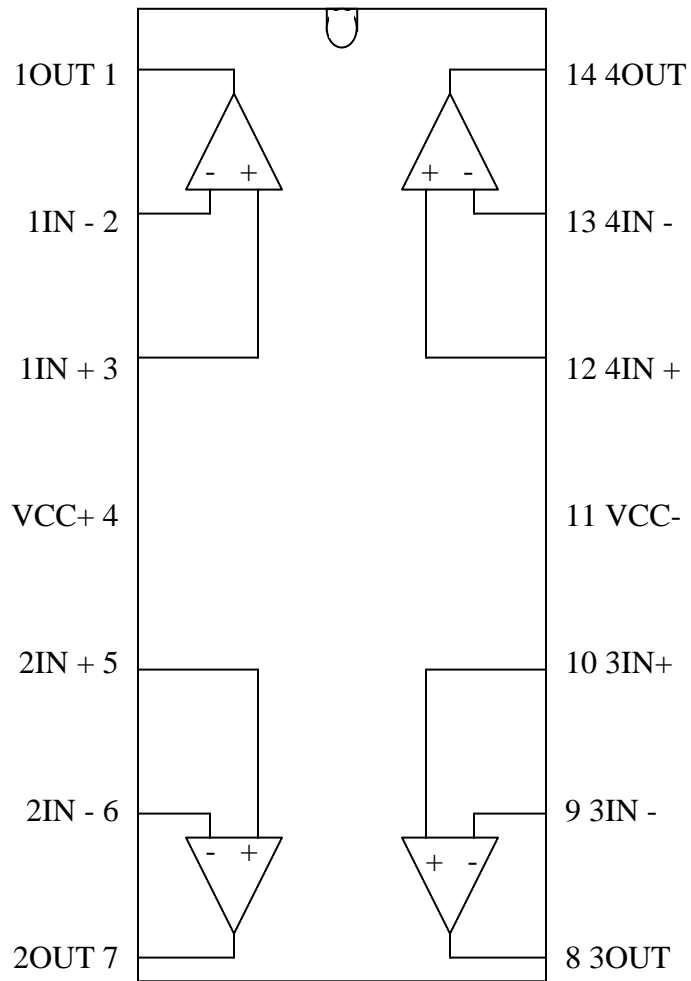 1OUT 1
14 4OUT
- +
+ -
1IN - 2
13 4IN -
1IN + 3
12 4IN +
VCC+ 4
11 VCC-
2IN + 5
10 3IN+
2IN - 6
9 3IN -
- +
+ -
2OUT 7
8 3OUT